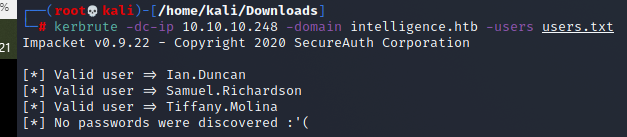 %
21
┌──(root💀kali)-[/home/kali/Downloads]
└─# kerbrute -dc-ip 10.10.10.248 -domain intelligence.htb -users users.txt
Impacket v0.9.22 - Copyright 2020 SecureAuth Corporation
[*] Valid user => Ian.Duncan
[*] Valid user => Samuel.Richardson
[*] Valid user => Tiffany.Molina
[*] No passwords were discovered :'(